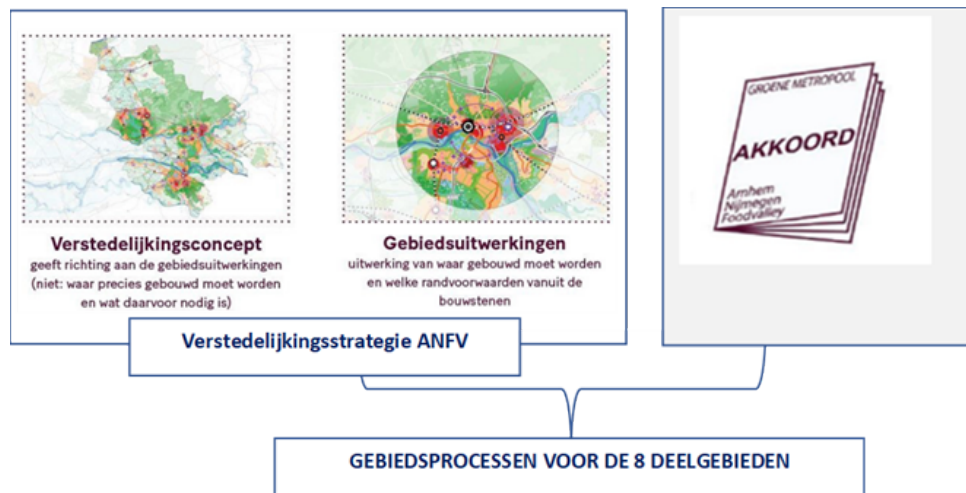 Verstedelijkingsconcept
geeft richting aan de gebiedsuitwerkingen
(niet: waar precies gebouwd moet worden
en wat daarvoor nodig is)
Gebiedsuitwerkingen
uitwerking van waar gebouwd moet worden
en welke randvoorwaarden vanuit de
bouwstenen
Verstedelijkingsstrategie ANFV
GROENE METROPOOL
AKKOORD
Arnhem
Nijmegen
Foodvalley
GEBIEDSPROCESSEN VOOR DE 8 DEELGEBIEDEN